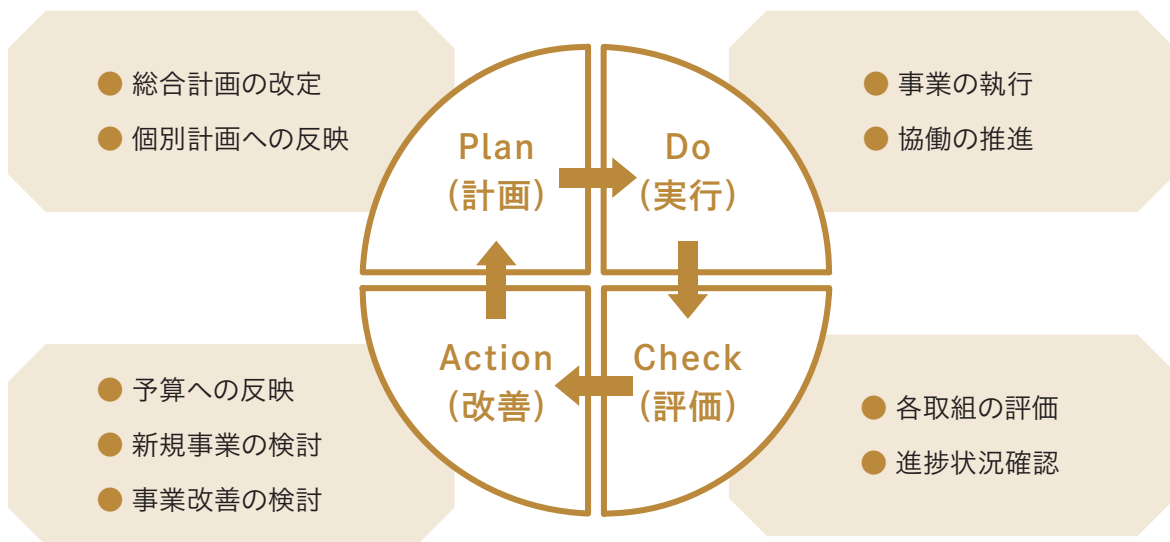 ● 総合計画の改定
● 個別計画への反映
Plan
(計画)
Do
(実行)
● 事業の執行
● 協働の推進
● 予算への反映
● 新規事業の検討
● 事業改善の検討
Action
(改善)
Check
(評価)
● 各取組の評価
● 進捗状況確認